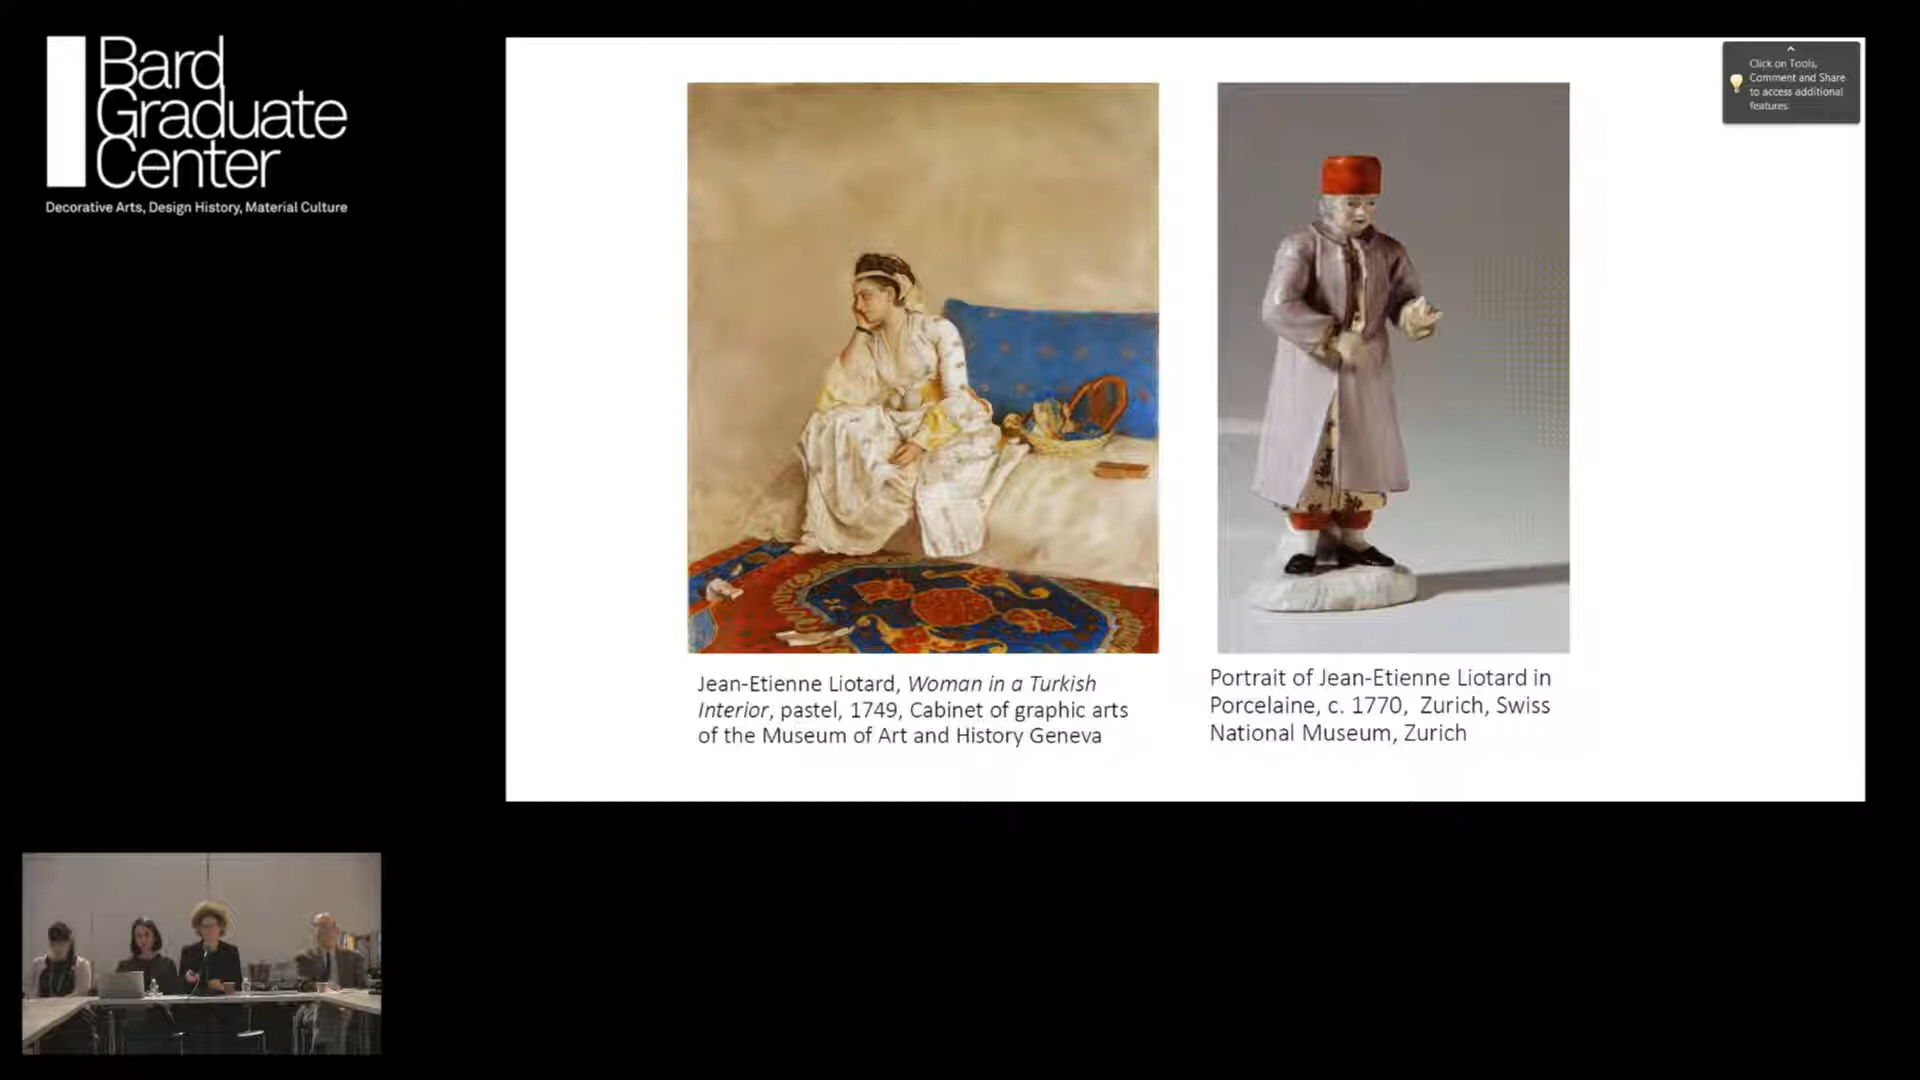 Bard
Graduate
Center
Decorative Arts, Design History, Material Culture
Click on Tools,
Comment and Share
to access additional
features.
Jean-Etienne Liotard, Woman in a Turkish
Interior, pastel, 1749, Cabinet of graphic arts
of the Museum of Art and History Geneva
Portrait of Jean-Etienne Liotard in
Porcelaine, c. 1770, Zurich, Swiss
National Museum, Zurich